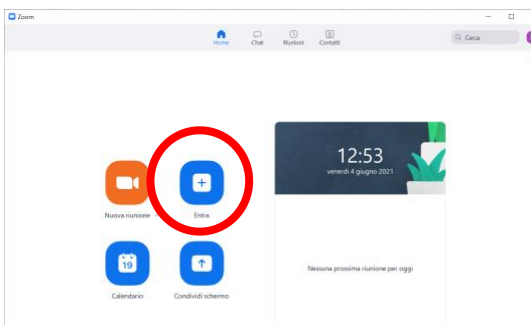 Zoom
Home
Chat
Riunioni
Contatti
Cerca
12:53
venerdì 4 giugno 2021
Nuova riunione
Entra
19
Calendario
Condividi schermo
Nessuna prossima riunione per oggi